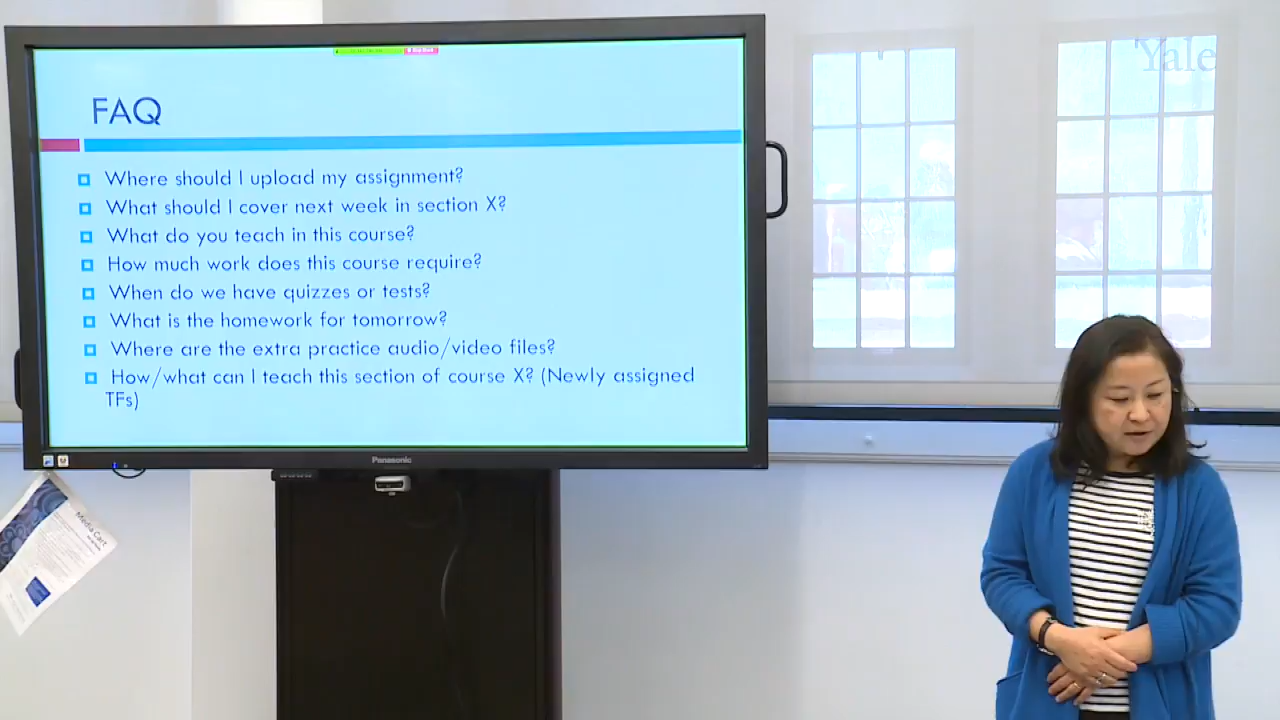 Yale
FAQ
Where should I upload my assignment?
What should I cover next week in section X?
What do you teach in this course?
How much work does this course require?
When do we have quizzes or tests?
What is the homework for tomorrow?
Where are the extra practice audio/video files?
How/what can I teach this section of course X? (Newly assigned
TFs)
Panasonic
Media Cart